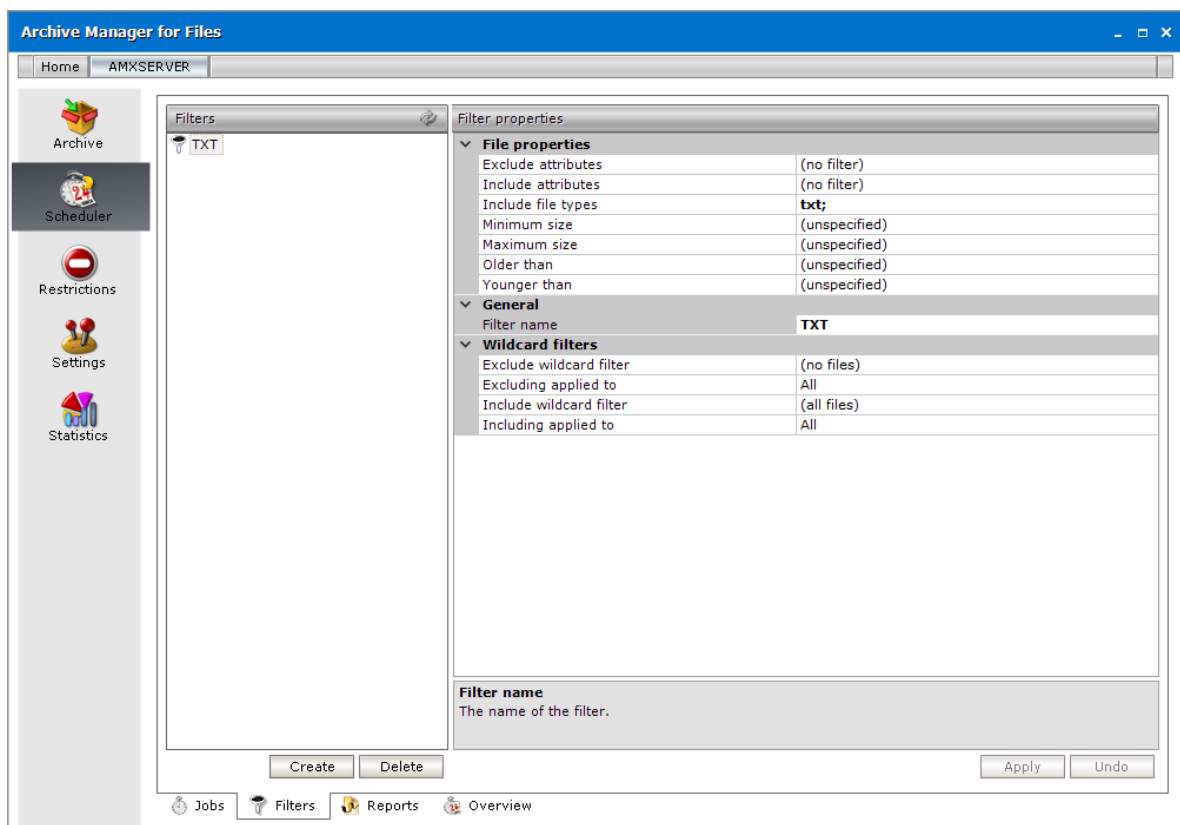 Archive Manager for Files
Home AMXSERVER
Archive
Scheduler
Restrictions
Settings
Statistics
Filters
TXT
Filter properties
File properties
Exclude attributes (no filter)
Include attributes (no filter)
Include file types txt;
Minimum size (unspecified)
Maximum size (unspecified)
Older than (unspecified)
Younger than (unspecified)
General
Filter name TXT
Wildcard filters
Exclude wildcard filter (no files)
Excluding applied to All
Include wildcard filter (all files)
Including applied to All
Filter name
The name of the filter.
Create Delete
Apply Undo
Jobs Filters Reports Overview